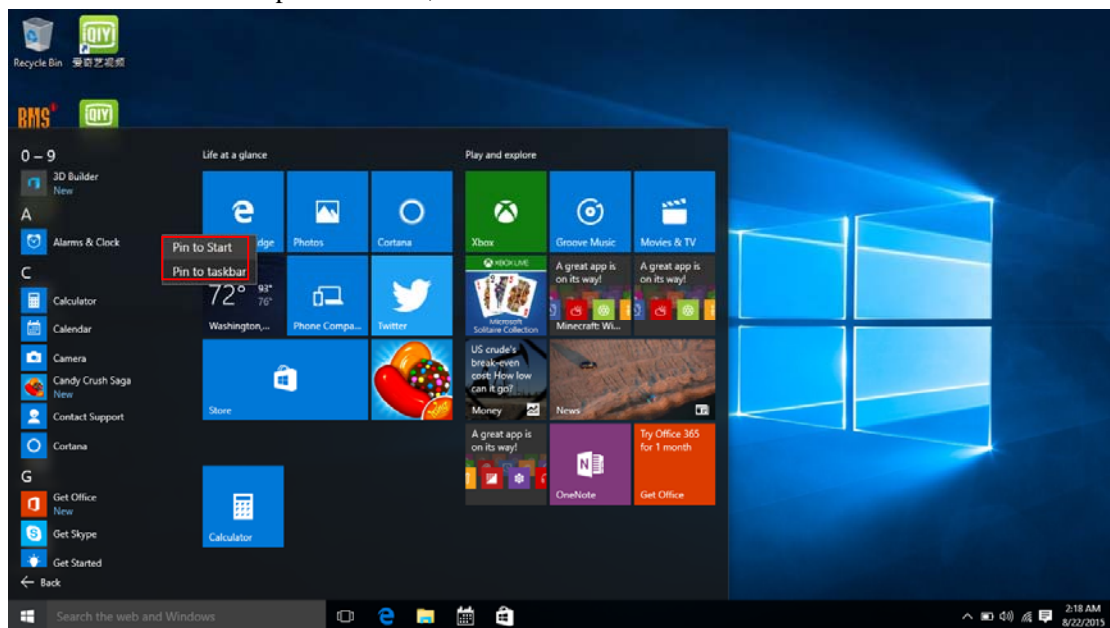 Recycle Bin
爱奇艺视频
QIY
BMS
QIY
0 – 9
3D Builder
New
A
Alarms & Clock
C
Calculator
Calendar
Camera
Candy Crush Saga
New
Contact Support
Cortana
G
Get Office
New
Get Skype
Get Started
Back
Pin to Start
Pin to taskbar
Life at a glance
dge
Photos
Cortana
72° 93°
76°
Washington,...
Phone Compa...
Twitter
Store
Calculator
Play and explore
Xbox
Groove Music
Movies & TV
XBOX LIVE
Microsoft
Solitaire Collection
A great app is
on its way!
Minecraft: Wi...
A great app is
on its way!
US crude's
break-even
cost: How low
can it go?
Money
News
A great app is
on its way!
N
OneNote
Try Office 365
for 1 month
Get Office
Search the web and Windows
2:18 AM
8/22/2015